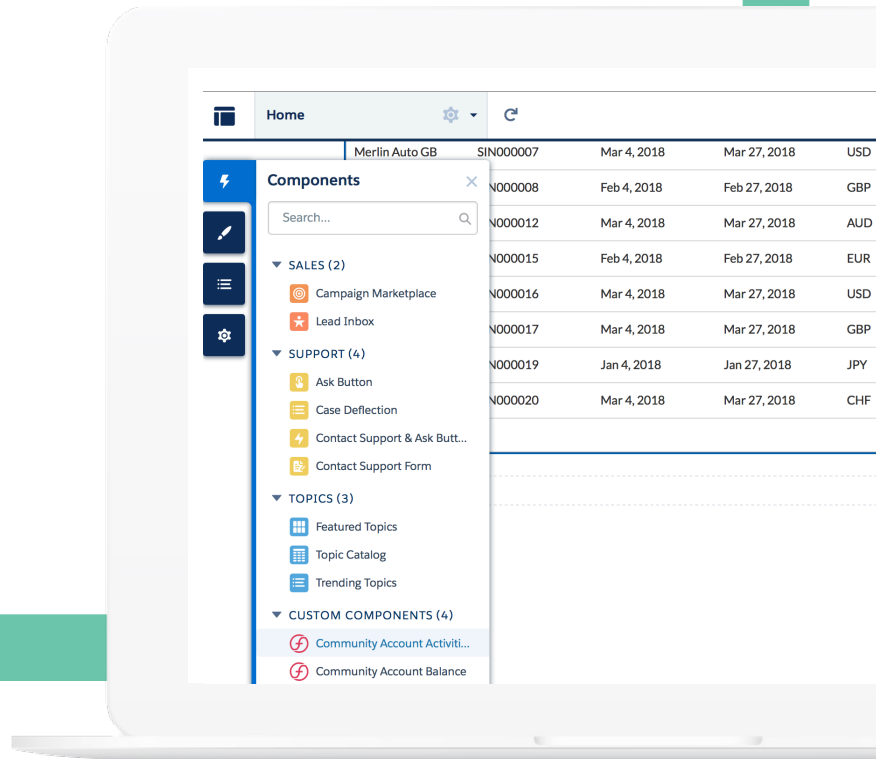 Home
Merlin Auto GB SIN000007 Mar 4, 2018 Mar 27, 2018 USD
Components
N000008 Feb 4, 2018 Feb 27, 2018 GBP
Search...
N000012 Mar 4, 2018 Mar 27, 2018 AUD
N000015 Feb 4, 2018 Feb 27, 2018 EUR
SALES (2)
Campaign Marketplace
N000016 Mar 4, 2018 Mar 27, 2018 USD
Lead Inbox
N000017 Mar 4, 2018 Mar 27, 2018 GBP
SUPPORT (4)
N000019 Jan 4, 2018 Jan 27, 2018 JPY
Ask Button
N000020 Mar 4, 2018 Mar 27, 2018 CHF
Case Deflection
Contact Support & Ask Butt...
Contact Support Form
TOPICS (3)
Featured Topics
Topic Catalog
Trending Topics
CUSTOM COMPONENTS (4)
Community Account Activiti...
Community Account Balance